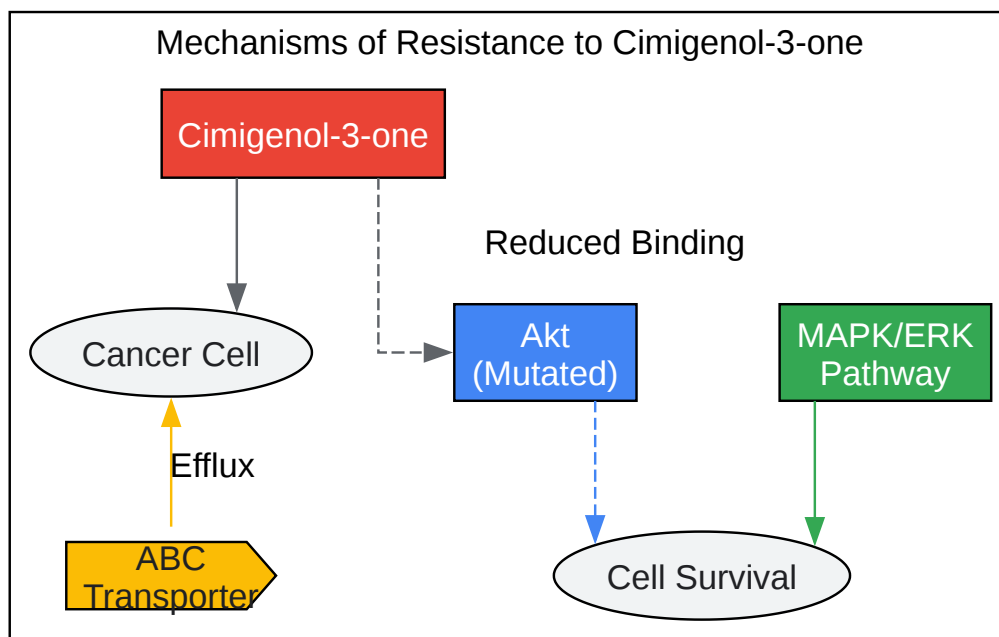 Mechanisms of Resistance to Cimigenol-3-one
Cimigenol-3-one
Reduced Binding
Cancer Cell
Akt
(Mutated)
MAPK/ERK
Pathway
Efflux
ABC
Transporter
Cell Survival